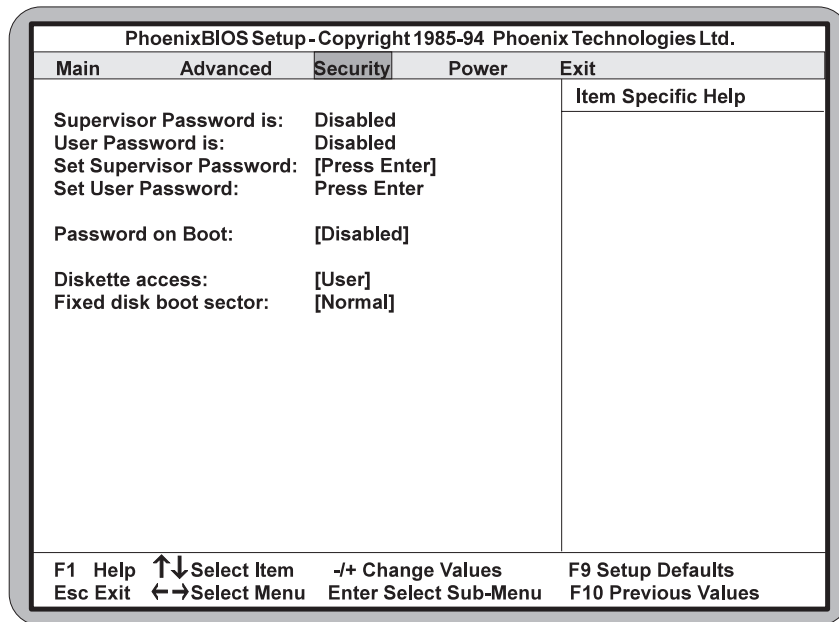 PhoenixBIOS Setup - Copyright 1985-94 Phoenix Technologies Ltd.
Main Advanced Security Power Exit
Item Specific Help
Supervisor Password is: Disabled
User Password is: Disabled
Set Supervisor Password: [Press Enter]
Set User Password: Press Enter
Password on Boot: [Disabled]
Diskette access: [User]
Fixed disk boot sector: [Normal]
F1 Help ↑↓ Select Item -/+ Change Values F9 Setup Defaults
Esc Exit ←→ Select Menu Enter Select Sub-Menu F10 Previous Values